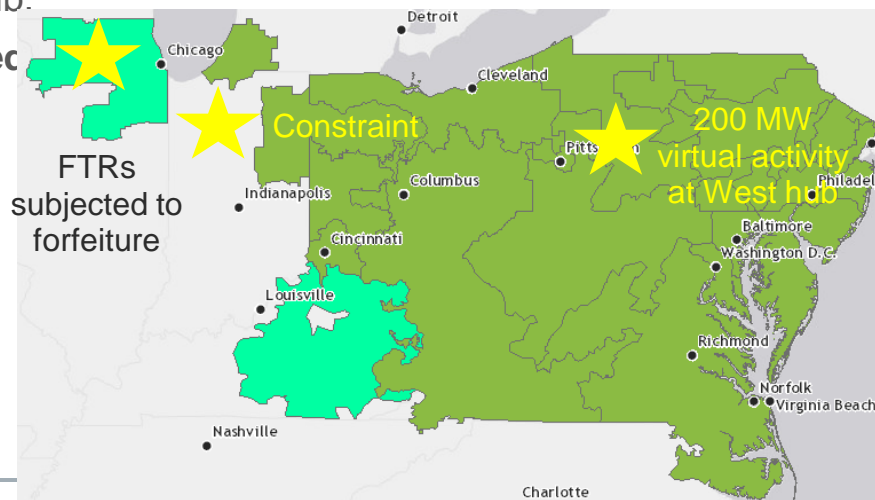 Detroit
Chicago
Cleveland
Constraint
200 MW
virtual activity
at West hub
FTRs
subjected to
forfeiture
Columbus
Indianapolis
Baltimore
Cincinnati
Washington D.C.
Louisville
Richmond
Norfolk
Virginia Beach
Nashville
Charlotte